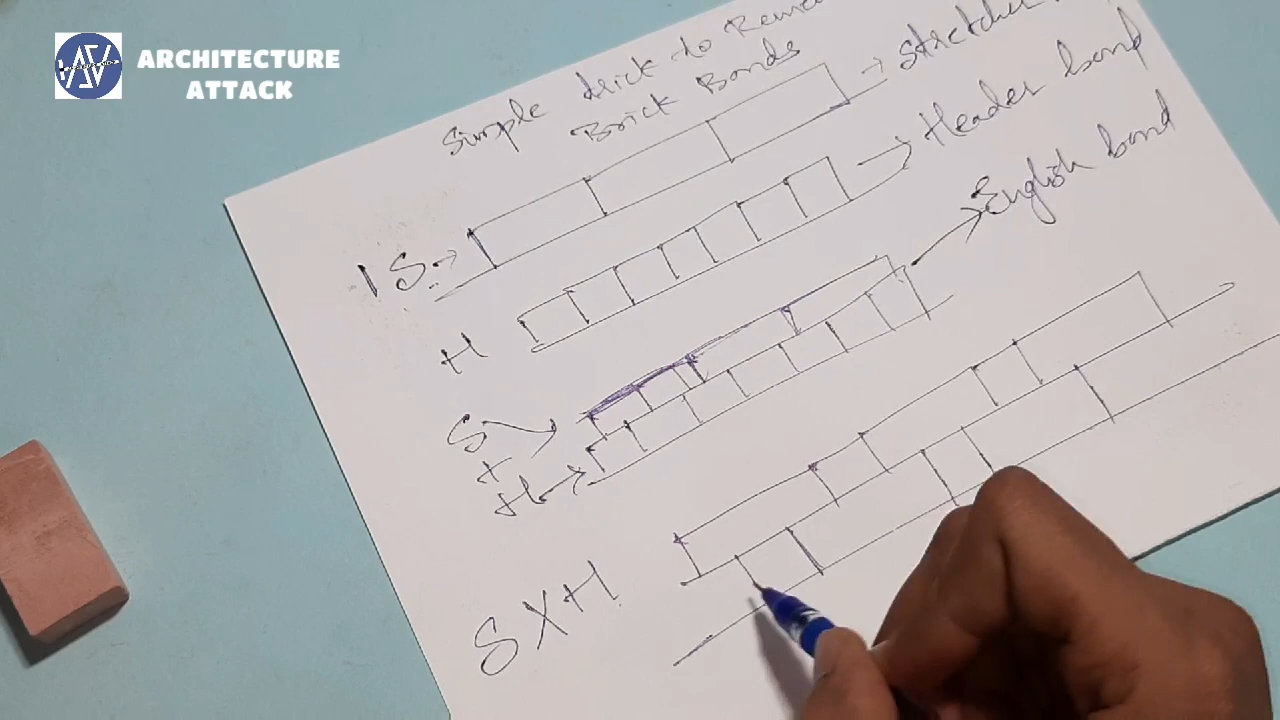 ARCHITECTURE
ATTACK
Simple trick to
Brick Bonds
1 S → → stretcher
H → Header bond
S → → English bond
+
H →
S X H